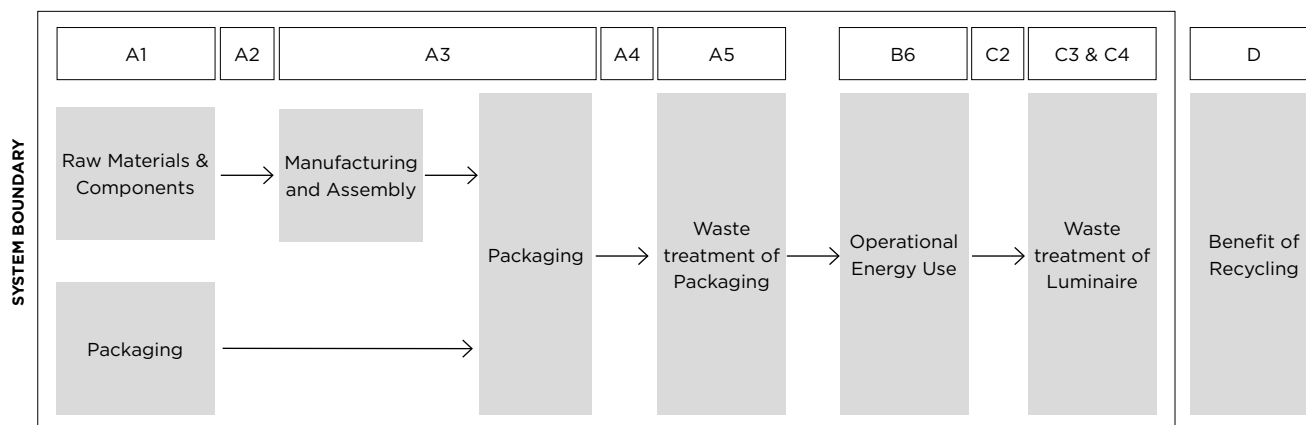 A1
A2
A3
A4
A5
B6
C2
C3 & C4
D
SYSTEM BOUNDARY
Raw Materials &
Components
Manufacturing
and Assembly
Packaging
Packaging
Waste
treatment of
Packaging
Operational
Energy Use
Waste
treatment of
Luminaire
Benefit of
Recycling